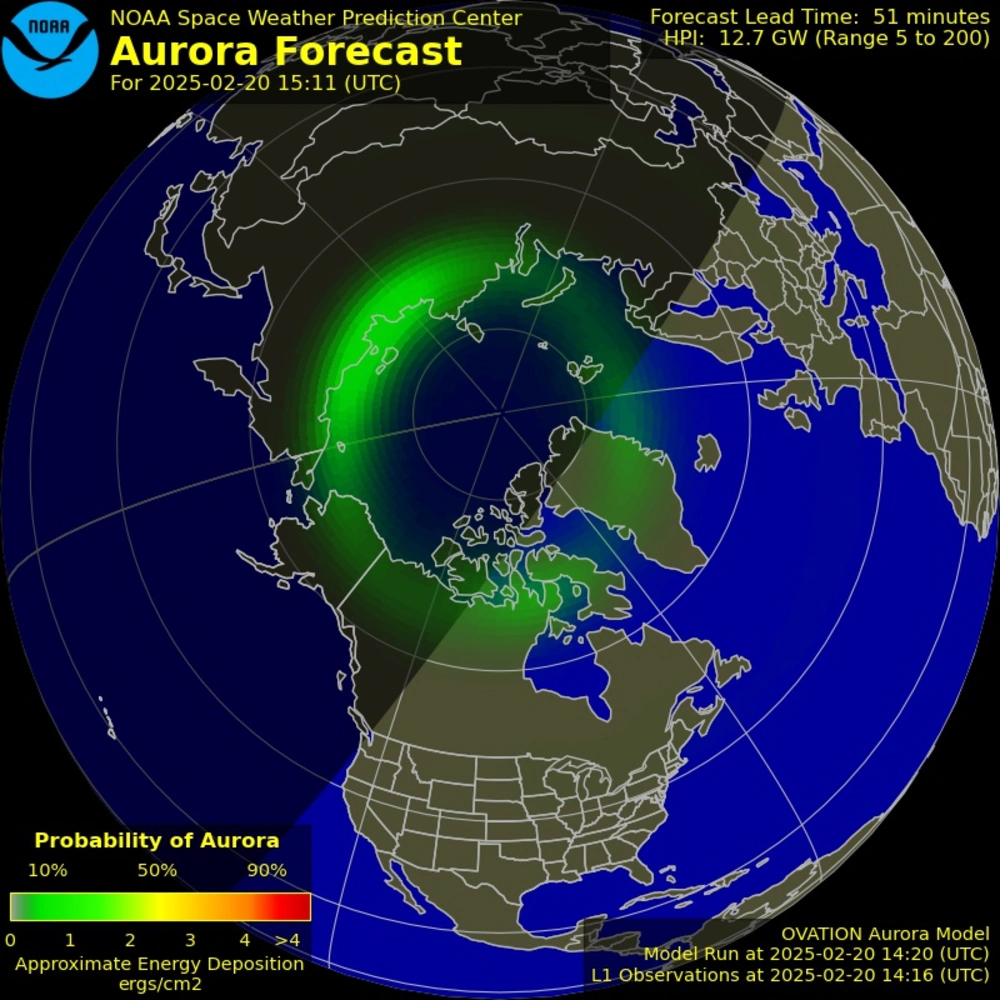 NOAA
NOAA Space Weather Prediction Center
Aurora Forecast
For 2025-02-20 15:11 (UTC)
Forecast Lead Time: 51 minutes
HPI: 12.7 GW (Range 5 to 200)
Probability of Aurora
10% 50% 90%
0 1 2 3 4 >4
Approximate Energy Deposition
ergs/cm2
OVATION Aurora Model
Model Run at 2025-02-20 14:20 (UTC)
L1 Observations at 2025-02-20 14:16 (UTC)